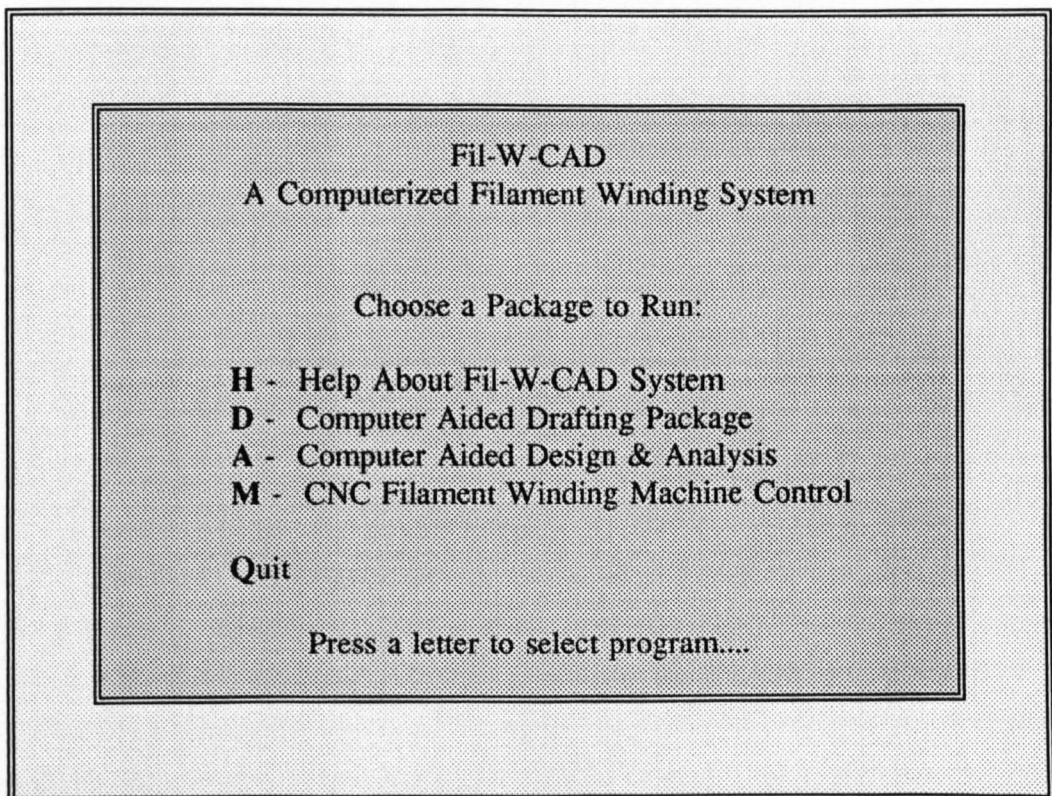 Fil-W-CAD
A Computerized Filament Winding System
Choose a Package to Run:
H - Help About Fil-W-CAD System
D - Computer Aided Drafting Package
A - Computer Aided Design & Analysis
M - CNC Filament Winding Machine Control
Quit
Press a letter to select program....